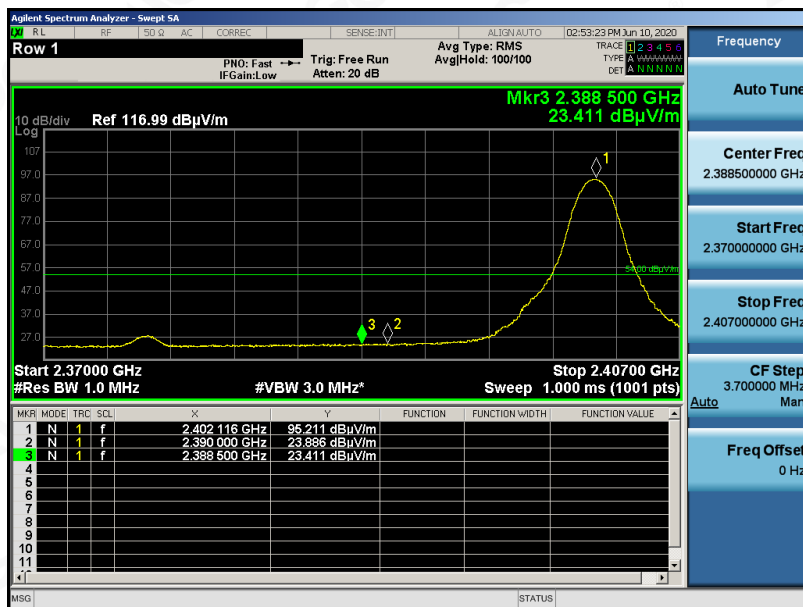 Agilent Spectrum Analyzer - Swept SA
LXI RL RF 50 Ω AC CORREC SENSE:INT ALIGN AUTO 02:53:23 PM Jun 10, 2020
Row 1
PNO: Fast
IFGain:Low
Trig: Free Run
Atten: 20 dB
Avg Type: RMS
Avg|Hold: 100/100
TRACE 1 2 3 4 5 6
TYPE A WWWWW
DET A N N N N N
Mkr3 2.388 500 GHz
23.411 dBµV/m
10 dB/div Ref 116.99 dBµV/m
Log
107
97.0
87.0
77.0
67.0
57.0
47.0
37.0
27.0
1
54.00 dBµV/m
3 2
Start 2.37000 GHz Stop 2.40700 GHz
#Res BW 1.0 MHz #VBW 3.0 MHz* Sweep 1.000 ms (1001 pts)
MKR MODE TRC SCL X Y FUNCTION FUNCTION WIDTH FUNCTION VALUE
1 N 1 f 2.402 116 GHz 95.211 dBµV/m
2 N 1 f 2.390 000 GHz 23.886 dBµV/m
3 N 1 f 2.388 500 GHz 23.411 dBµV/m
4
5
6
7
8
9
10
11
MSG STATUS
Frequency
Auto Tune
Center Freq
2.388500000 GHz
Start Freq
2.370000000 GHz
Stop Freq
2.407000000 GHz
CF Step
3.700000 MHz
Auto Man
Freq Offset
0 Hz